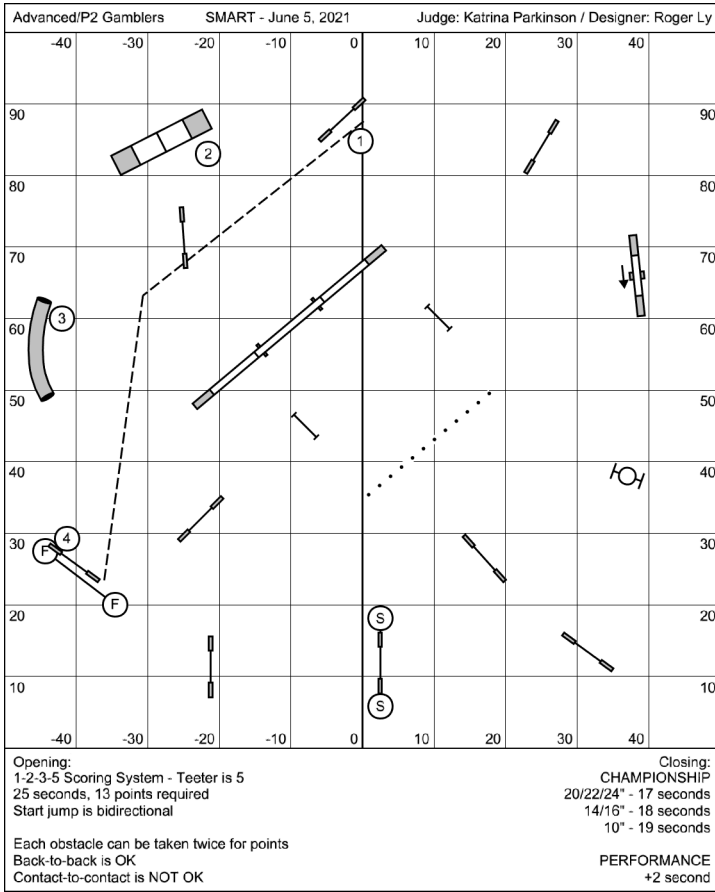 Advanced/P2 Gamblers SMART - June 5, 2021 Judge: Katrina Parkinson / Designer: Roger Ly
-40 -30 -20 -10 0 10 20 30 40
90 90
1
2
80 80
70 70
3
60 60
50 50
40 40
30 30
4
F
F
20 20
S
10 10
S
-40 -30 -20 -10 0 10 20 30 40
Opening:
1-2-3-5 Scoring System - Teeter is 5
25 seconds, 13 points required
Start jump is bidirectional
Each obstacle can be taken twice for points
Back-to-back is OK
Contact-to-contact is NOT OK
Closing:
CHAMPIONSHIP
20/22/24" - 17 seconds
14/16" - 18 seconds
10" - 19 seconds
PERFORMANCE
+2 second